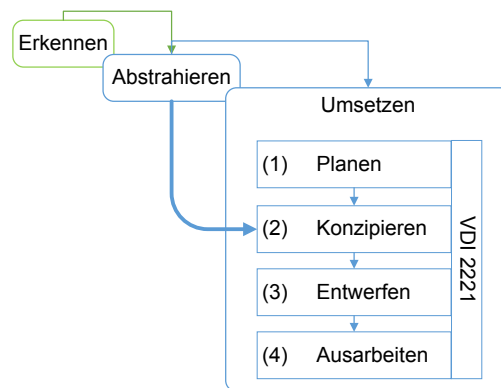 Erkennen
Abstrahieren
Umsetzen
(1) Planen
(2) Konzipieren
(3) Entwerfen
(4) Ausarbeiten
VDI 2221